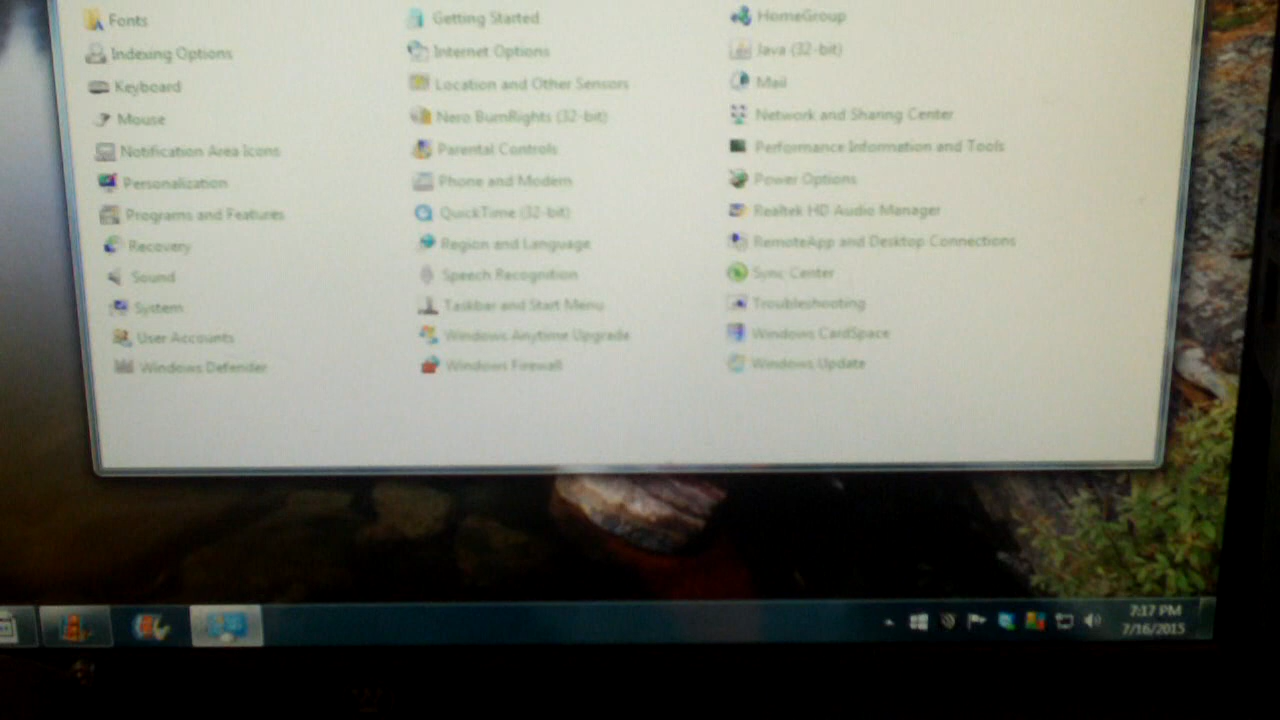 Fonts
Getting Started
HomeGroup
Indexing Options
Internet Options
Java (32-bit)
Keyboard
Location and Other Sensors
Mail
Mouse
Nero BurnRights (32-bit)
Network and Sharing Center
Notification Area Icons
Parental Controls
Performance Information and Tools
Personalization
Phone and Modem
Power Options
Programs and Features
QuickTime (32-bit)
Realtek HD Audio Manager
Recovery
Region and Language
RemoteApp and Desktop Connections
Sound
Speech Recognition
Sync Center
System
Taskbar and Start Menu
Troubleshooting
User Accounts
Windows Anytime Upgrade
Windows CardSpace
Windows Defender
Windows Firewall
Windows Update
7:17 PM
7/16/2015